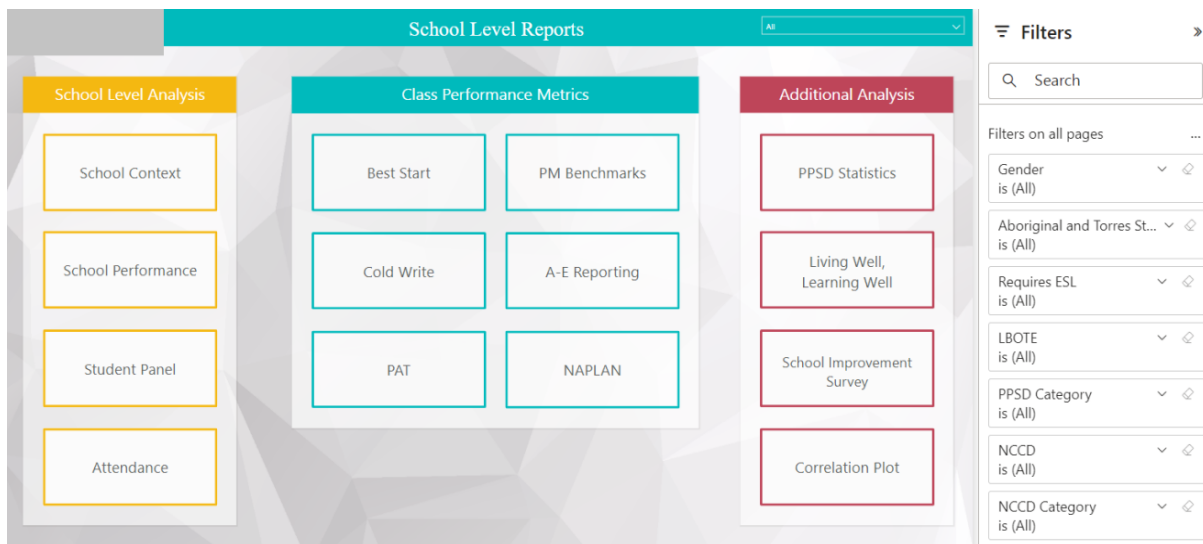 School Level Reports
All
School Level Analysis
School Context
School Performance
Student Panel
Attendance
Class Performance Metrics
Best Start
PM Benchmarks
Cold Write
A-E Reporting
PAT
NAPLAN
Additional Analysis
PPSD Statistics
Living Well,
Learning Well
School Improvement
Survey
Correlation Plot
Filters
Search
Filters on all pages
...
Gender
is (All)
Aboriginal and Torres St...
is (All)
Requires ESL
is (All)
LBOTE
is (All)
PPSD Category
is (All)
NCCD
is (All)
NCCD Category
is (All)